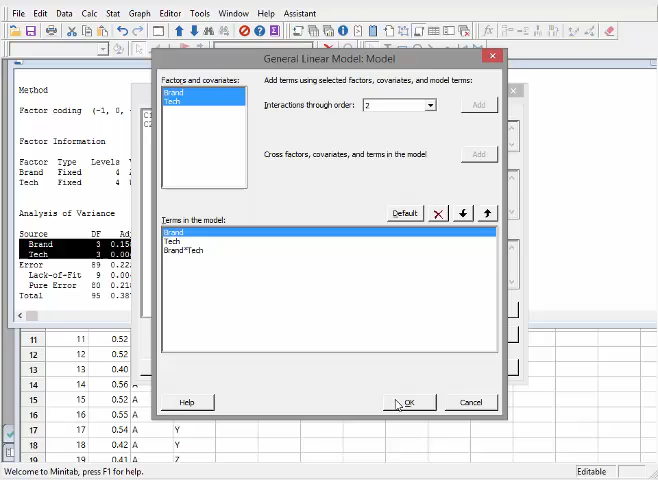 File Edit Data Calc Stat Graph Editor Tools Window Help Assistant
General Linear Model: Model
Method
Factor coding (-1, 0,
Factor Information
Factor Type Levels
Brand Fixed 4
Tech Fixed 4
Analysis of Variance
Source DF
Brand 3
Tech 3
Error 89
Lack-of-Fit 9
Pure Error 80
Total 95
Factors and covariates:
Brand
Tech
Add terms using selected factors, covariates, and model terms:
Interactions through order: 2 Add
Cross factors, covariates, and terms in the model Add
Default
Terms in the model:
Brand
Tech
Brand*Tech
Help OK Cancel
11 11 0.52
12 12 0.52
13 13 0.40
14 14 0.56 A
15 15 0.52 A
16 16 0.55
17 17 0.54 A Y
18 18 0.42 A Y
19 19 0.41 A Z
Welcome to Minitab, press F1 for help. Editable